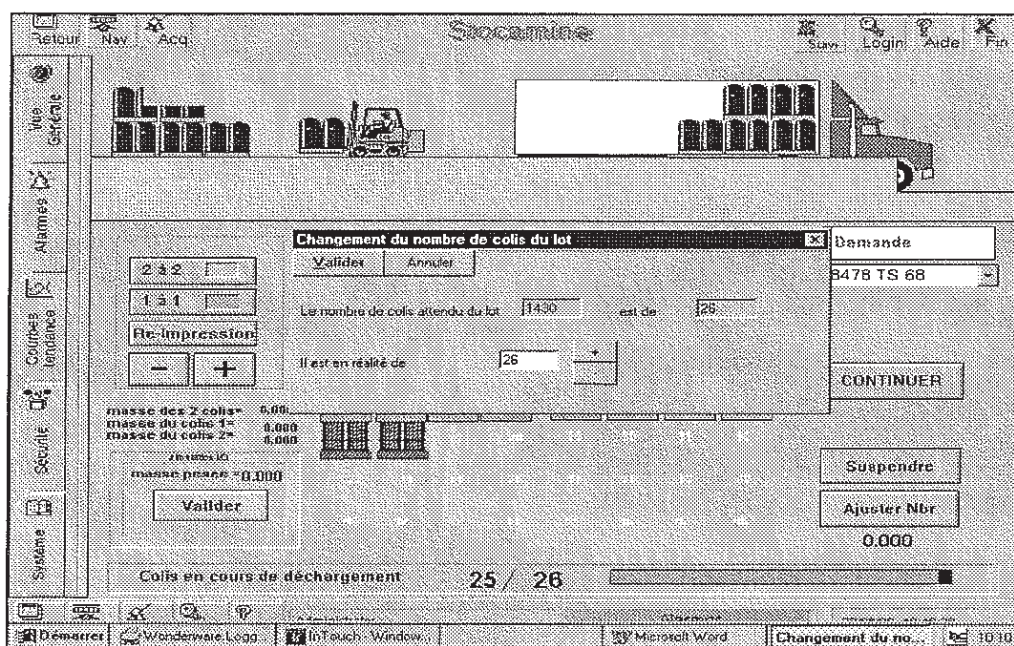 Retour Nav Acq Stocamine Suivi Login Aide Fin
Vue Générale
Alarmes
Courbes tendance
Sécurité
Système
Changement du nombre de colis du lot
Valider Annuler
Le nombre de colis attendu du lot 1430 est de 26
Il est en réalité de 26 +
Demande
8478 TS 68
2 à 2
1 à 1
Re-Impression
- +
CONTINUER
masse des 2 colis= 0.00
masse du colis 1= 0.000
masse du colis 2= 0.000
masse pesée =0.000
Valider
Suspendre
Ajuster Nbr
0.000
Colis en cours de déchargement 25 / 26
Démarrer Wonderware Logg InTouch - Window... Microsoft Word Changement du no... 10:10